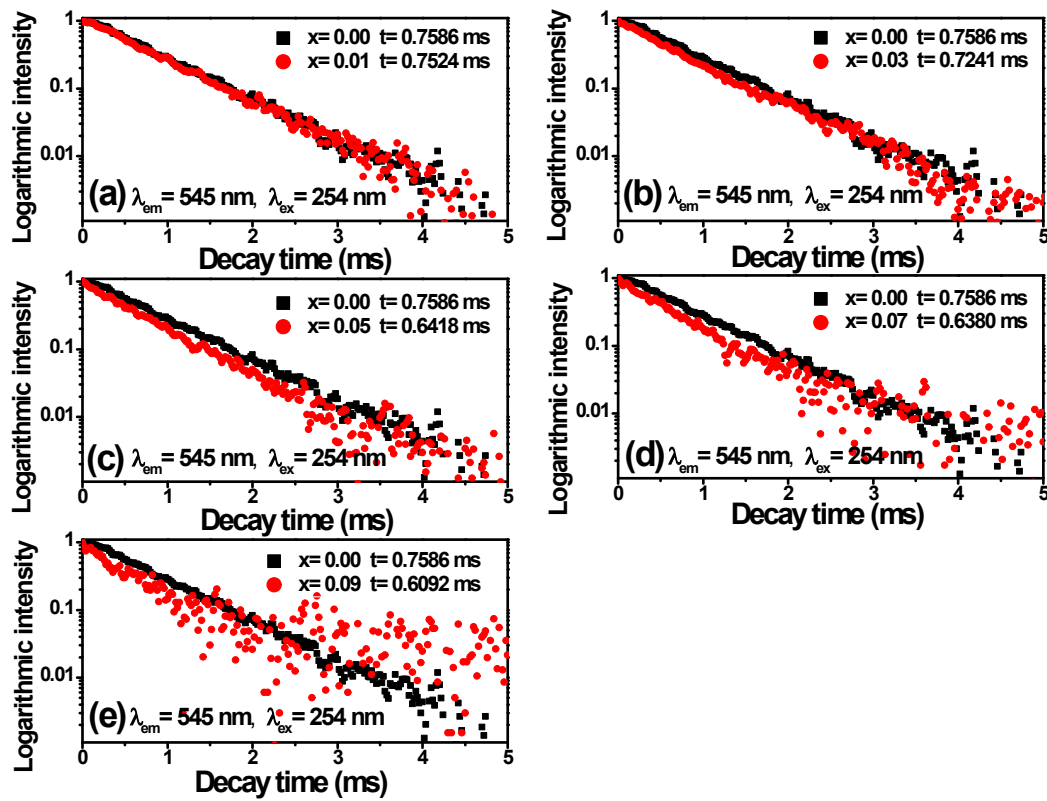 Logarithmic intensity
1
0.1
0.01
x= 0.00 t= 0.7586 ms
x= 0.01 t= 0.7524 ms
(a) λem = 545 nm, λex = 254 nm
0 1 2 3 4 5
Decay time (ms)
Logarithmic intensity
1
0.1
0.01
x= 0.00 t= 0.7586 ms
x= 0.03 t= 0.7241 ms
(b) λem = 545 nm, λex = 254 nm
0 1 2 3 4 5
Decay time (ms)
Logarithmic intensity
1
0.1
0.01
x= 0.00 t= 0.7586 ms
x= 0.05 t= 0.6418 ms
(c) λem = 545 nm, λex = 254 nm
0 1 2 3 4 5
Decay time (ms)
Logarithmic intensity
1
0.1
0.01
x= 0.00 t= 0.7586 ms
x= 0.07 t= 0.6380 ms
(d) λem = 545 nm, λex = 254 nm
0 1 2 3 4 5
Decay time (ms)
Logarithmic intensity
1
0.1
0.01
x= 0.00 t= 0.7586 ms
x= 0.09 t= 0.6092 ms
(e) λem = 545 nm, λex = 254 nm
0 1 2 3 4 5
Decay time (ms)